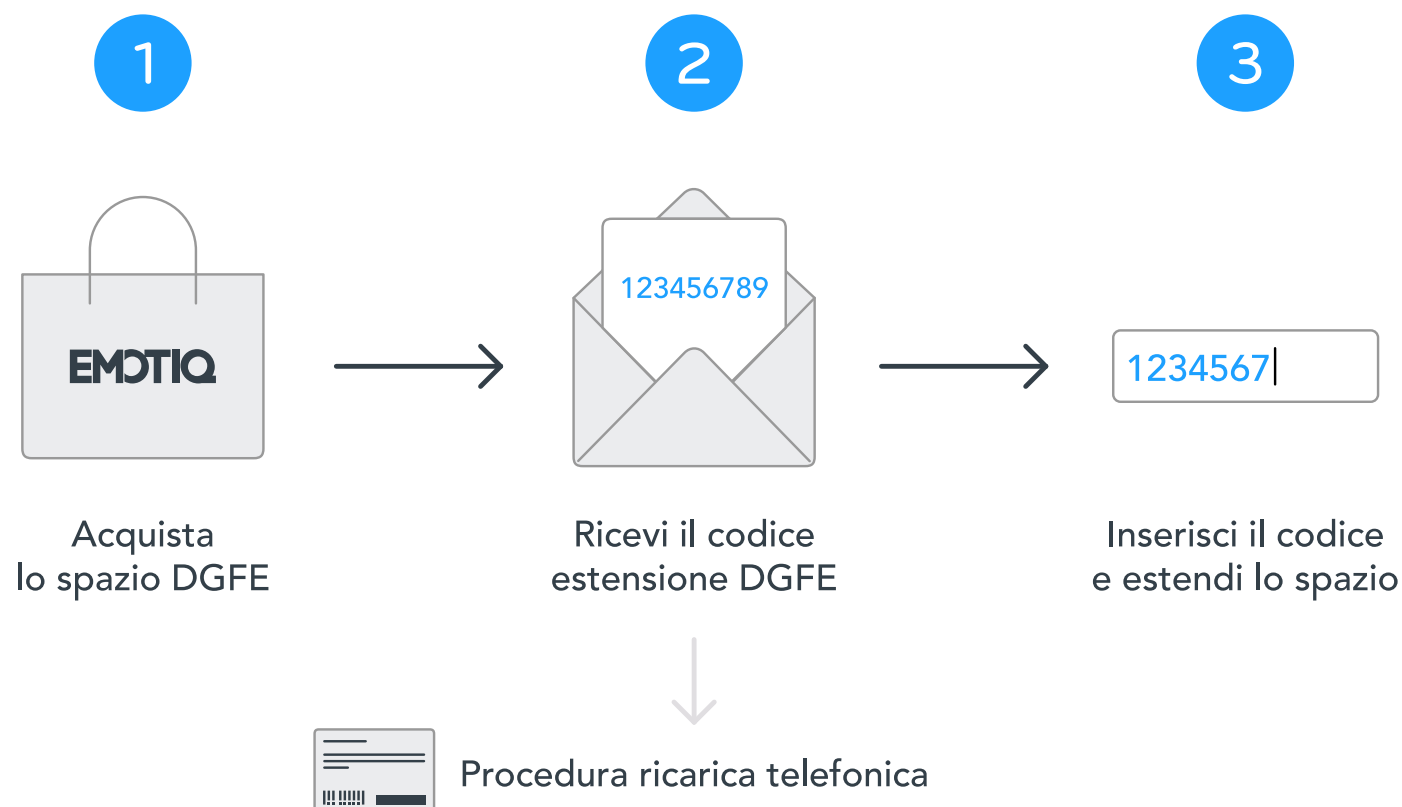 1
2
3
EMOTIQ
123456789
1234567
Acquista
lo spazio DGFE
Ricevi il codice
estensione DGFE
Inserisci il codice
e estendi lo spazio
Procedura ricarica telefonica